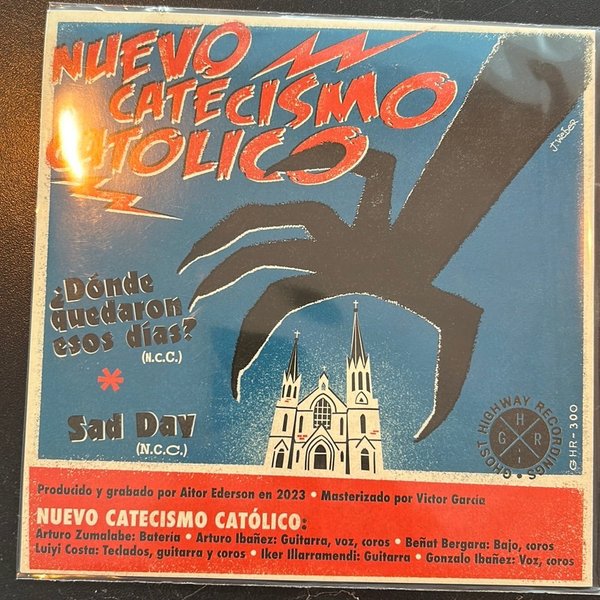 NUEVO
CATECISMO
CATOLICO
J. WEBER
¿Dónde
quedaron
esos días?
(N.C.C.)
*
Sad Day
(N.C.C.)
GHOST HIGHWAY RECORDINGS
G H R I
GHR-300
Producido y grabado por Aitor Ederson en 2023 • Masterizado por Victor García
NUEVO CATECISMO CATÓLICO:
Arturo Zumalabe: Batería • Arturo Ibañez: Guitarra, voz, coros • Beñat Bergara: Bajo, coros
Luiyi Costa: Teclados, guitarra y coros • Iker Illarramendi: Guitarra • Gonzalo Ibañez: Voz, coros